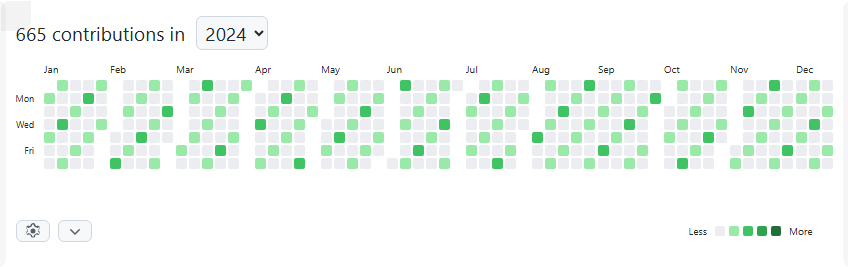 665 contributions in 2024
Jan Feb Mar Apr May Jun Jul Aug Sep Oct Nov Dec
Mon
Wed
Fri
Less More